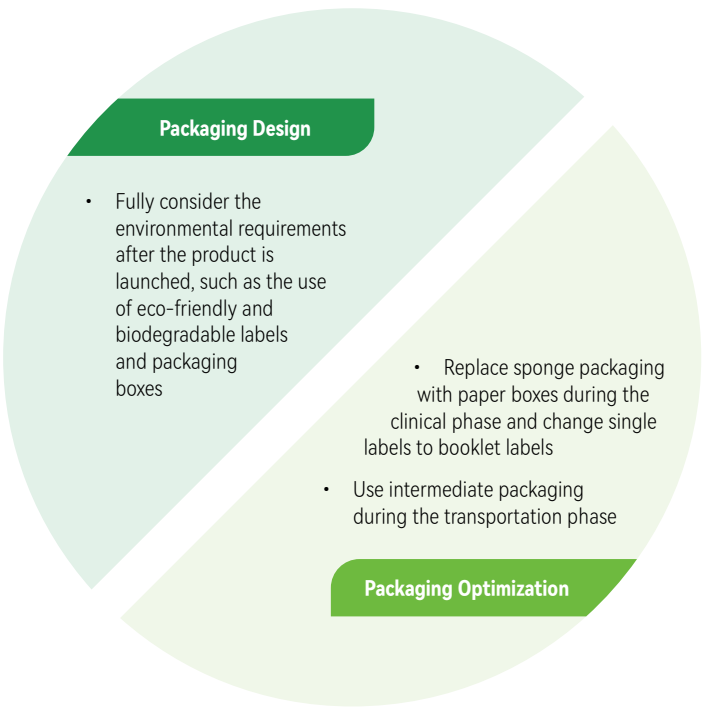 Packaging Design
• Fully consider the
environmental requirements
after the product is
launched, such as the use
of eco-friendly and
biodegradable labels
and packaging
boxes
• Replace sponge packaging
with paper boxes during the
clinical phase and change single
labels to booklet labels
• Use intermediate packaging
during the transportation phase
Packaging Optimization